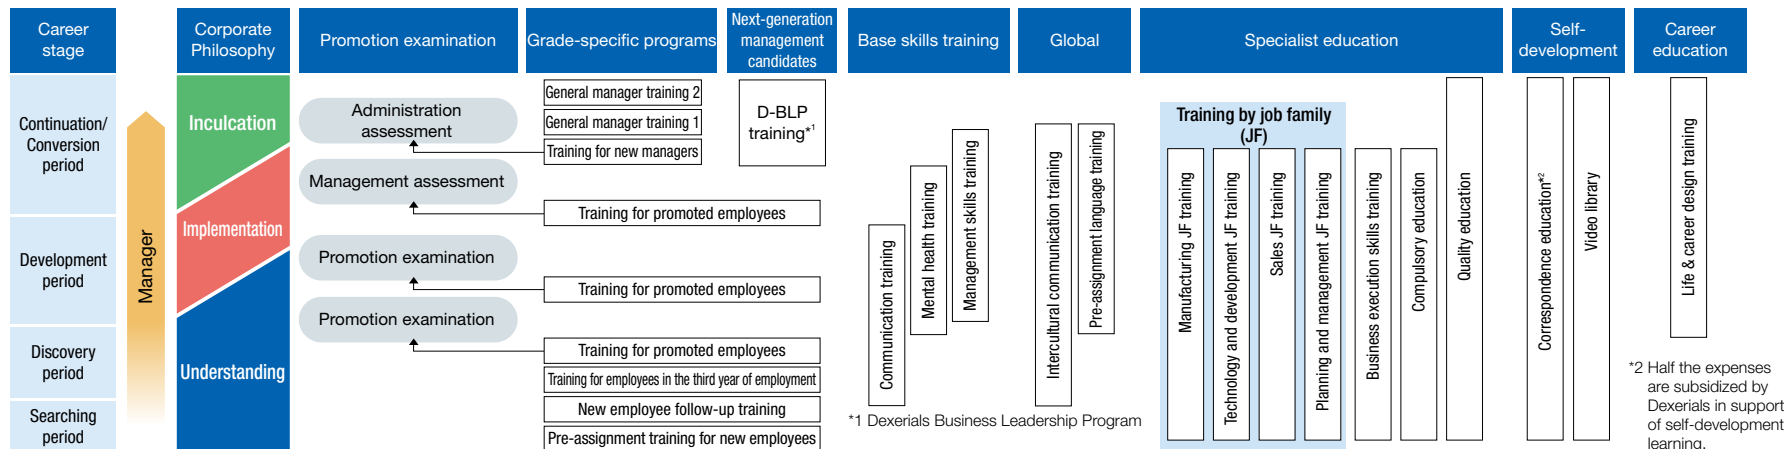 Career
stage
Corporate
Philosophy
Promotion examination
Grade-specific programs
Next-generation
management
candidates
Base skills training
Global
Specialist education
Self-
development
Career
education
Continuation/
Conversion
period
Development
period
Discovery
period
Searching
period
Manager
Inculcation
Implementation
Understanding
Administration
assessment
Management assessment
Promotion examination
Promotion examination
General manager training 2
General manager training 1
Training for new managers
Training for promoted employees
Training for promoted employees
Training for promoted employees
Training for employees in the third year of employment
New employee follow-up training
Pre-assignment training for new employees
D-BLP
training*1
Communication training
Mental health training
Management skills training
Intercultural communication training
Pre-assignment language training
Training by job family
(JF)
Manufacturing JF training
Technology and development JF training
Sales JF training
Planning and management JF training
Business execution skills training
Compulsory education
Quality education
Correspondence education*2
Video library
Life & career design training
*1 Dexerials Business Leadership Program
*2 Half the expenses
are subsidized by
Dexerials in support
of self-development
learning.